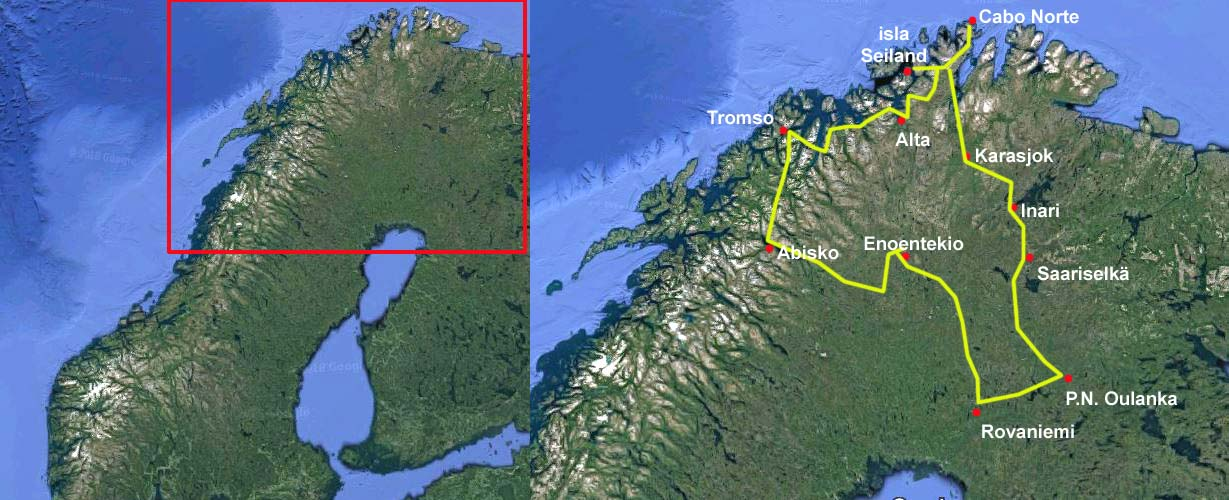 Cabo Norte
isla
Seiland
Tromso
Alta
Karasjok
Inari
Enoentekio
Abisko
Saariselkä
P.N. Oulanka
Rovaniemi